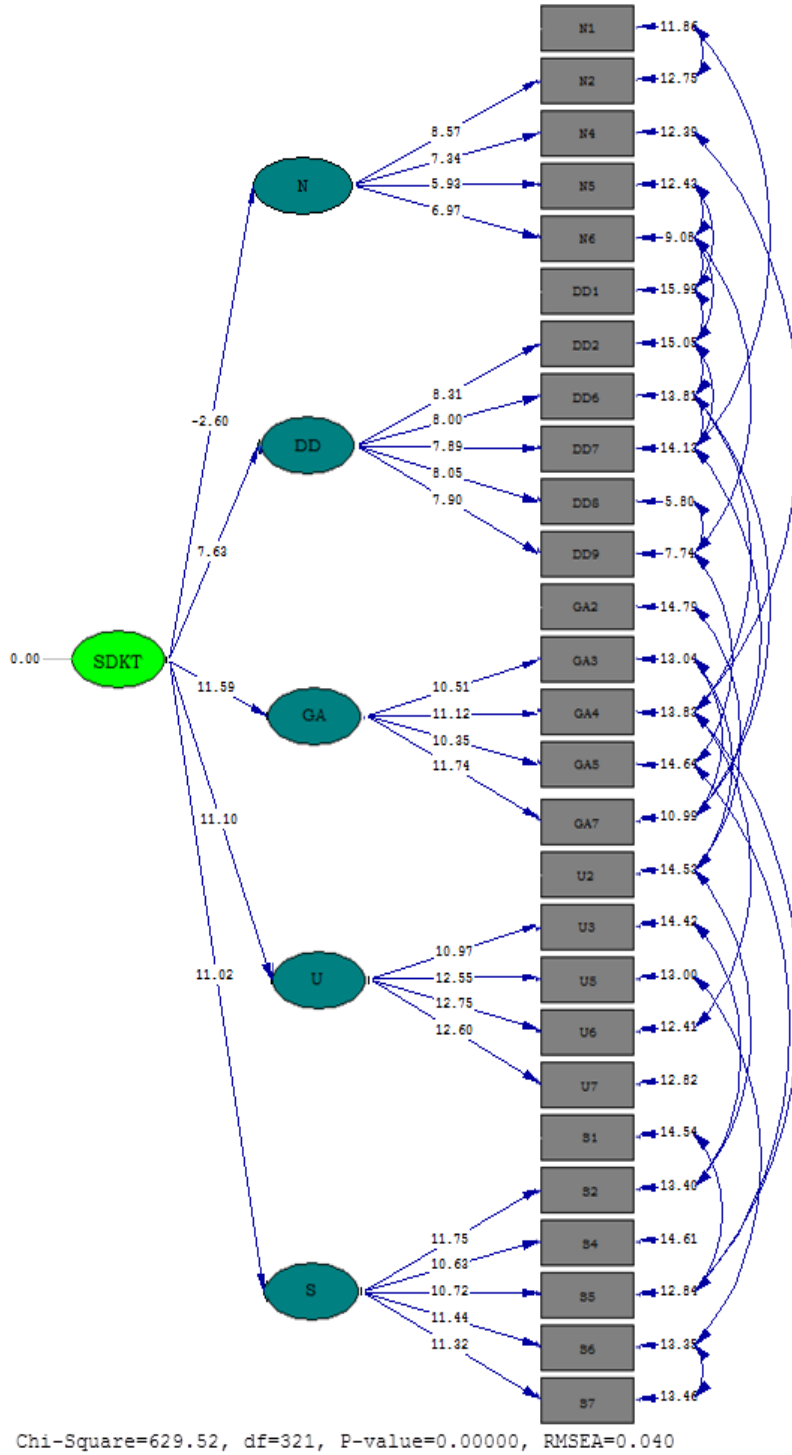 N1 11.86
N2 12.75
8.57
N4 12.39
7.34
N5 12.43
5.93
N
6.97
N6 9.08
DD1 15.99
DD2 15.05
8.31
DD6 13.81
8.00
-2.60
DD
7.89
DD7 14.13
8.05
DD8 5.80
7.90
7.63
DD9 7.74
GA2 14.79
0.00 SDKT
10.51
GA3 13.04
11.59
11.12
GA
GA4 13.83
10.35
11.74
GA5 14.64
GA7 10.99
11.10
U2 14.53
U3 14.42
10.97
11.02
12.55
U5 13.00
U
12.75
12.60
U6 12.41
U7 12.82
S1 14.54
S2 13.40
11.75
10.63
S4 14.61
10.72
S
S5 12.84
11.44
11.32
S6 13.35
S7 13.46
Chi-Square=629.52, df=321, P-value=0.00000, RMSEA=0.040